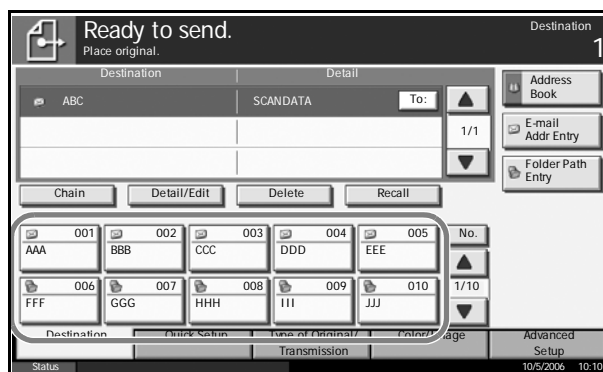 Ready to send.
Place original.
Destination
1
Destination Detail
ABC SCANDATA To:
1/1
Address
Book
E-mail
Addr Entry
Folder Path
Entry
Chain Detail/Edit Delete Recall
001 002 003 004 005 No.
AAA BBB CCC DDD EEE
006 007 008 009 010 1/10
FFF GGG HHH III JJJ
Destination Quick Setup Type of Original/ Color/Image Advanced
Transmission Setup
Status 10/5/2006 10:10